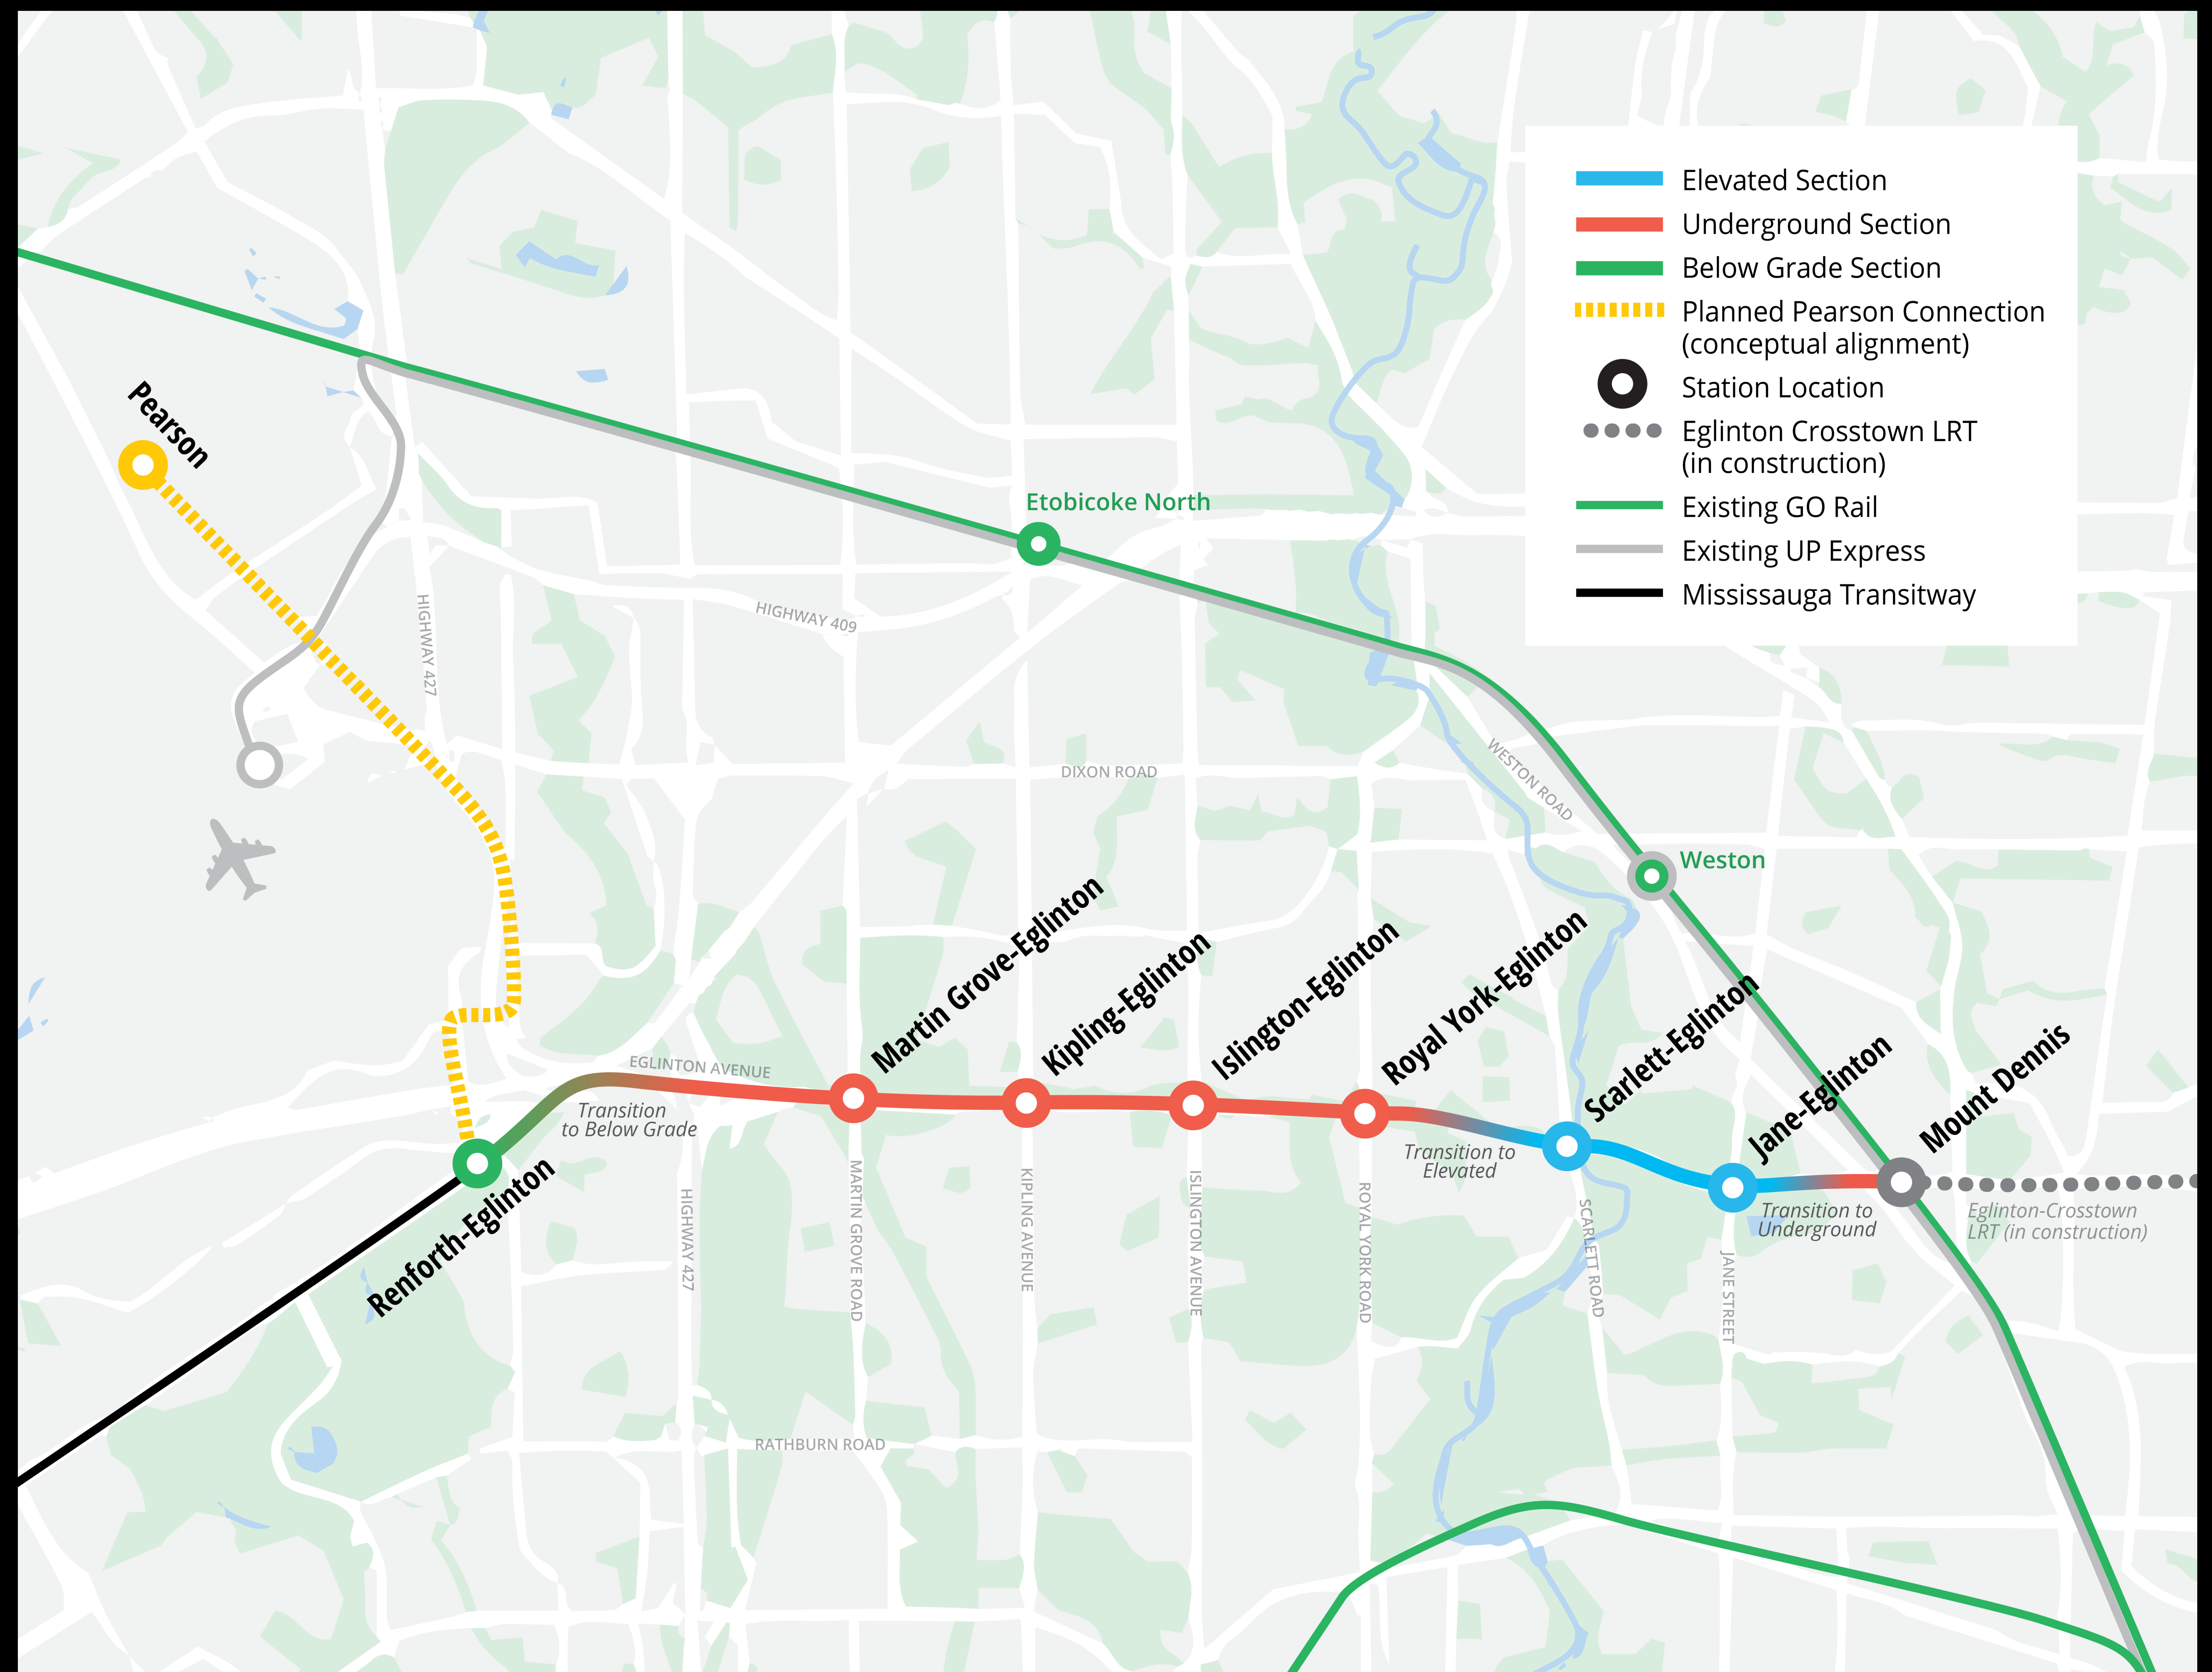 Elevated Section
Underground Section
Below Grade Section
Planned Pearson Connection
(conceptual alignment)
Station Location
Eglinton Crosstown LRT
(in construction)
Existing GO Rail
Existing UP Express
Mississauga Transitway
Pearson
Etobicoke North
HIGHWAY 427
HIGHWAY 409
DIXON ROAD
WESTON ROAD
Weston
Martin Grove-Eglinton
Kipling-Eglinton
Islington-Eglinton
Royal York-Eglinton
Scarlett-Eglinton
Jane-Eglinton
Mount Dennis
EGLINTON AVENUE
Transition
to Below Grade
Renforth-Eglinton
Transition to
Elevated
Transition to
Underground
Eglinton-Crosstown
LRT (in construction)
HIGHWAY 427
MARTIN GROVE ROAD
KIPLING AVENUE
ISLINGTON AVENUE
ROYAL YORK ROAD
SCARLETT ROAD
JANE STREET
RATHBURN ROAD